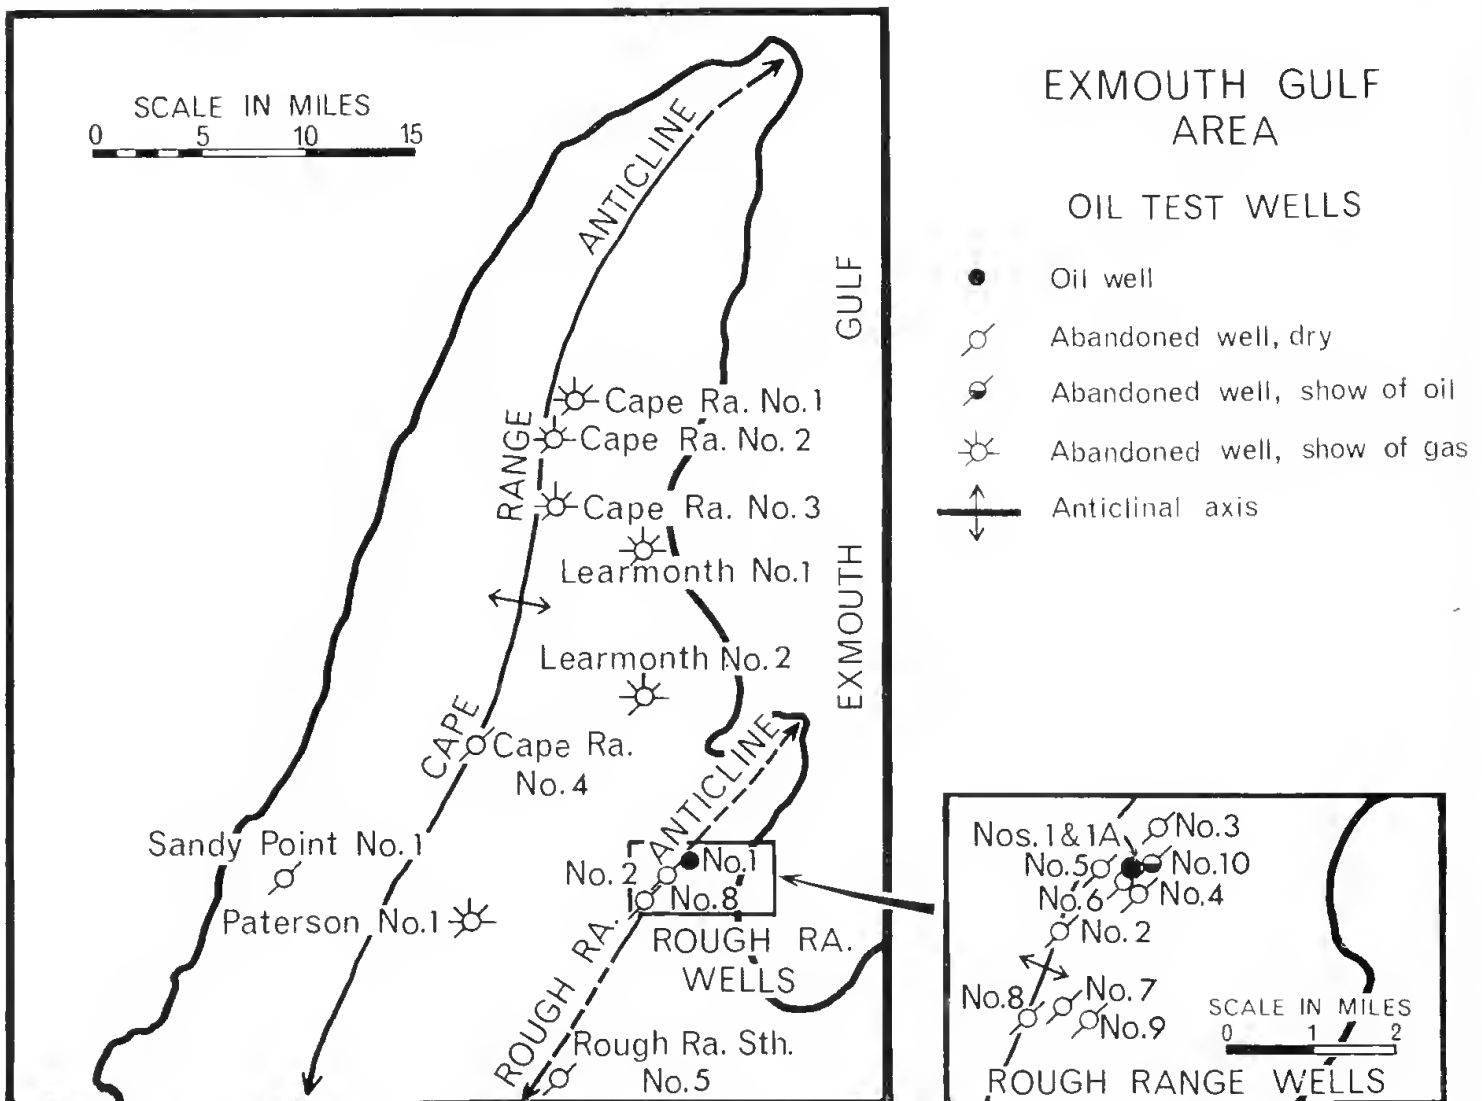 SCALE IN MILES
0 5 10 15
ANTICLINE
RANGE
CAPE
GULF
EXMOUTH
Cape Ra. No.1
Cape Ra. No. 2
Cape Ra. No. 3
Learmonth No.1
Learmonth No. 2
Cape Ra.
No. 4
Sandy Point No. 1
Paterson No.1
ANTICLINE
ROUGH RA.
No.1
No. 2
No. 8
ROUGH RA.
WELLS
Rough Ra. Sth.
No. 5
EXMOUTH GULF
AREA
OIL TEST WELLS
Oil well
Abandoned well, dry
Abandoned well, show of oil
Abandoned well, show of gas
Anticlinal axis
Nos. 1 & 1A
No. 3
No. 5
No. 10
No. 6
No. 4
No. 2
No. 8
No. 7
No. 9
SCALE IN MILES
0 1 2
ROUGH RANGE WELLS